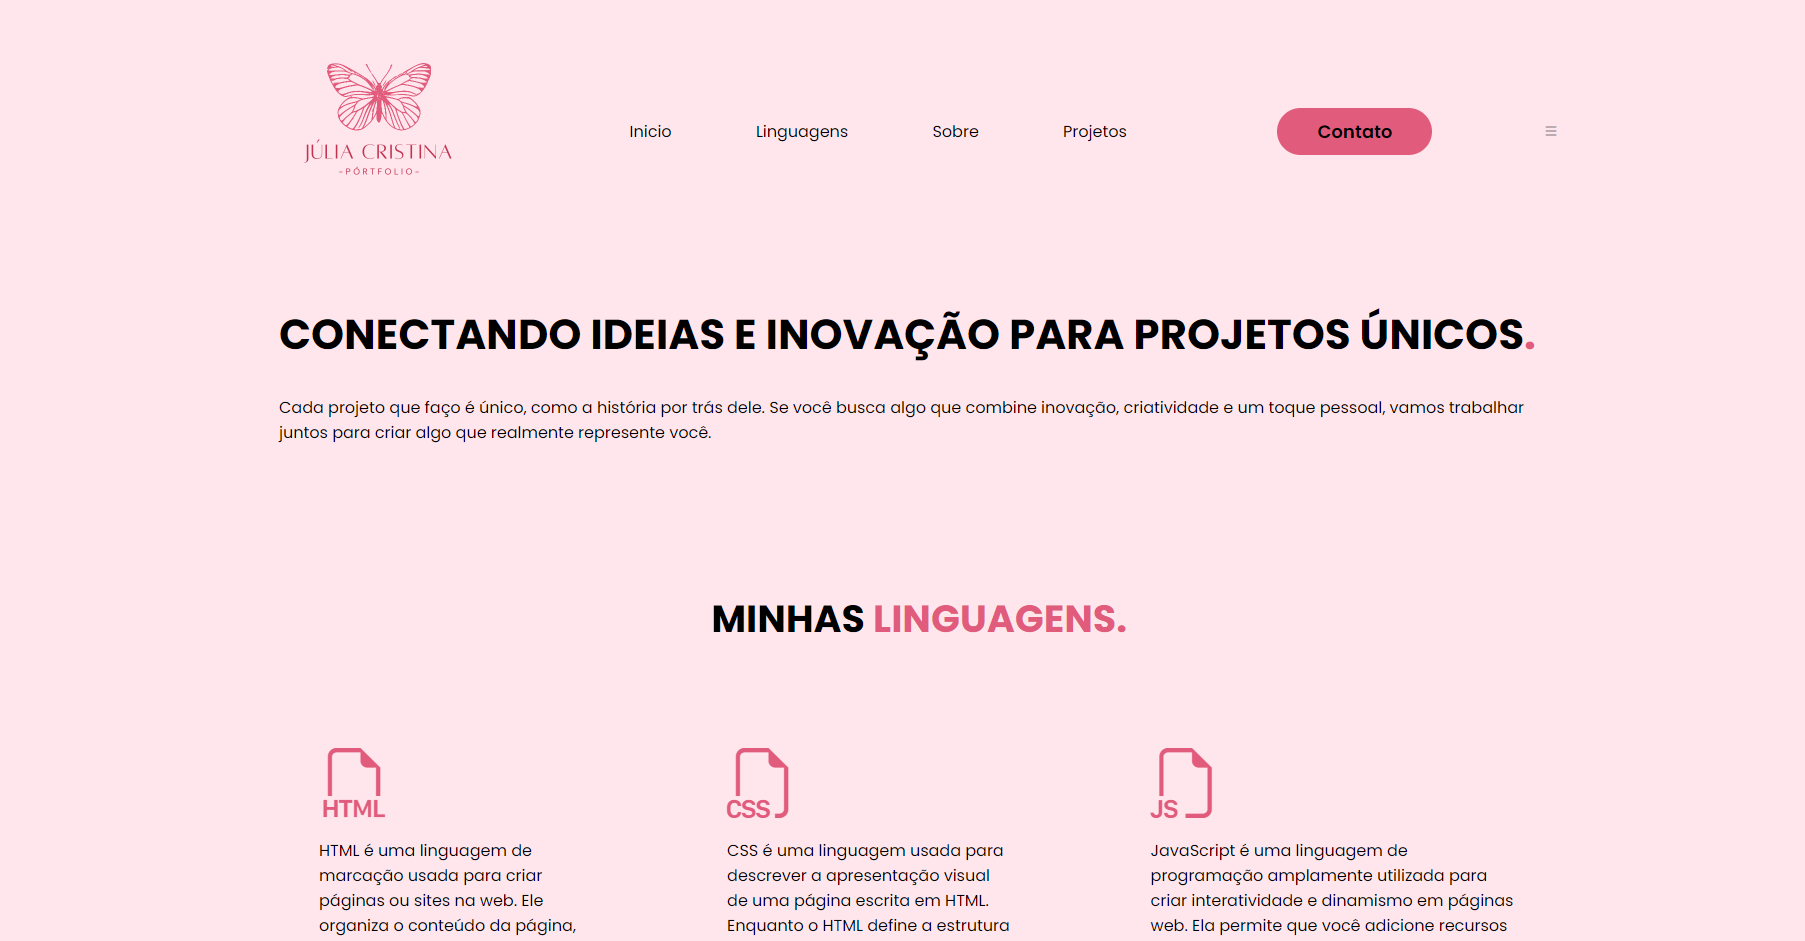 JÚLIA CRISTINA
-PÓRTFOLIO-
Inicio
Linguagens
Sobre
Projetos
Contato
CONECTANDO IDEIAS E INOVAÇÃO PARA PROJETOS ÚNICOS.
Cada projeto que faço é único, como a história por trás dele. Se você busca algo que combine inovação, criatividade e um toque pessoal, vamos trabalhar
juntos para criar algo que realmente represente você.
MINHAS LINGUAGENS.
HTML
HTML é uma linguagem de
marcação usada para criar
páginas ou sites na web. Ele
organiza o conteúdo da página,
CSS
CSS é uma linguagem usada para
descrever a apresentação visual
de uma página escrita em HTML.
Enquanto o HTML define a estrutura
JS
JavaScript é uma linguagem de
programação amplamente utilizada para
criar interatividade e dinamismo em páginas
web. Ela permite que você adicione recursos